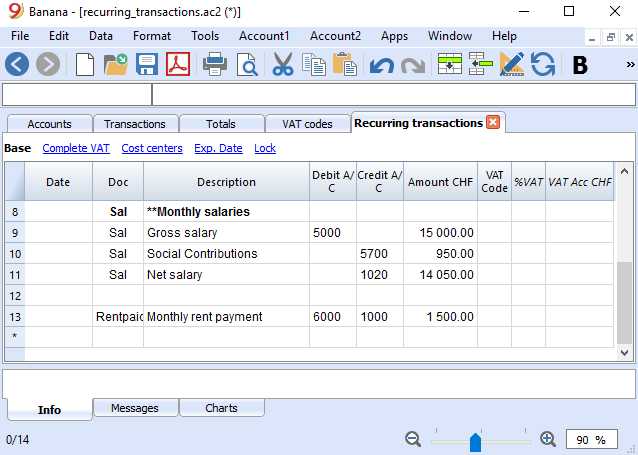 Banana - [recurring_transactions.ac2 (*)]
File Edit Data Format Tools Account1 Account2 Apps Window Help
B »
Accounts Transactions Totals VAT codes Recurring transactions
Base Complete VAT Cost centers Exp. Date Lock
Date Doc Description Debit A/C Credit A/C Amount CHF VAT Code %VAT VAT Acc CHF
8 Sal **Monthly salaries
9 Sal Gross salary 5000 15 000.00
10 Sal Social Contributions 5700 950.00
11 Sal Net salary 1020 14 050.00
12
13 Rentpaid Monthly rent payment 6000 1000 1 500.00
*
Info Messages Charts
0/14 90 %